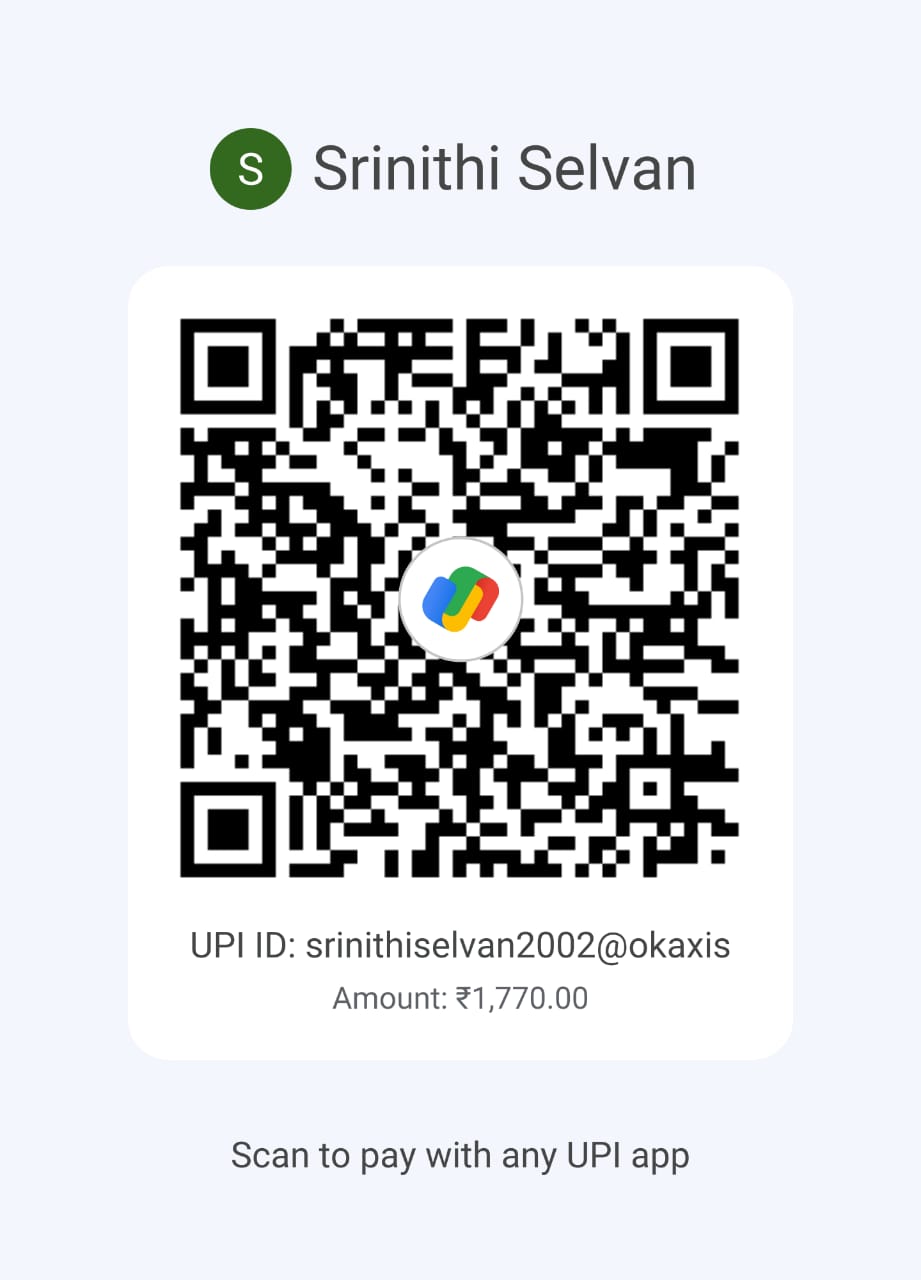 S Srinithi Selvan
UPI ID: srinithiselvan2002@okaxis
Amount: ₹1,770.00
Scan to pay with any UPI app